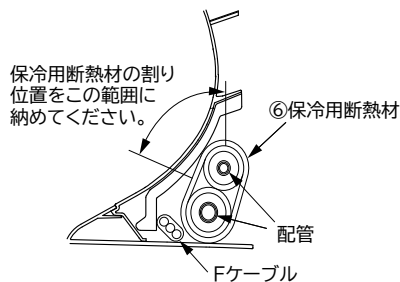 保冷用断熱材の割り
位置をこの範囲に
納めてください。
⑥保冷用断熱材
配管
Fケーブル